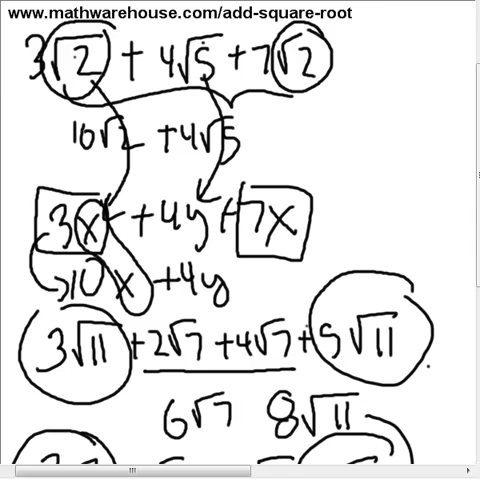 www.mathwarehouse.com/add-square-root
3√2 + 4√5 + 7√2
10√2 + 4√5
3x + 4y + 7x
10x + 4y
3√11 + 2√7 + 4√7 + 5√11
6√7 8√11